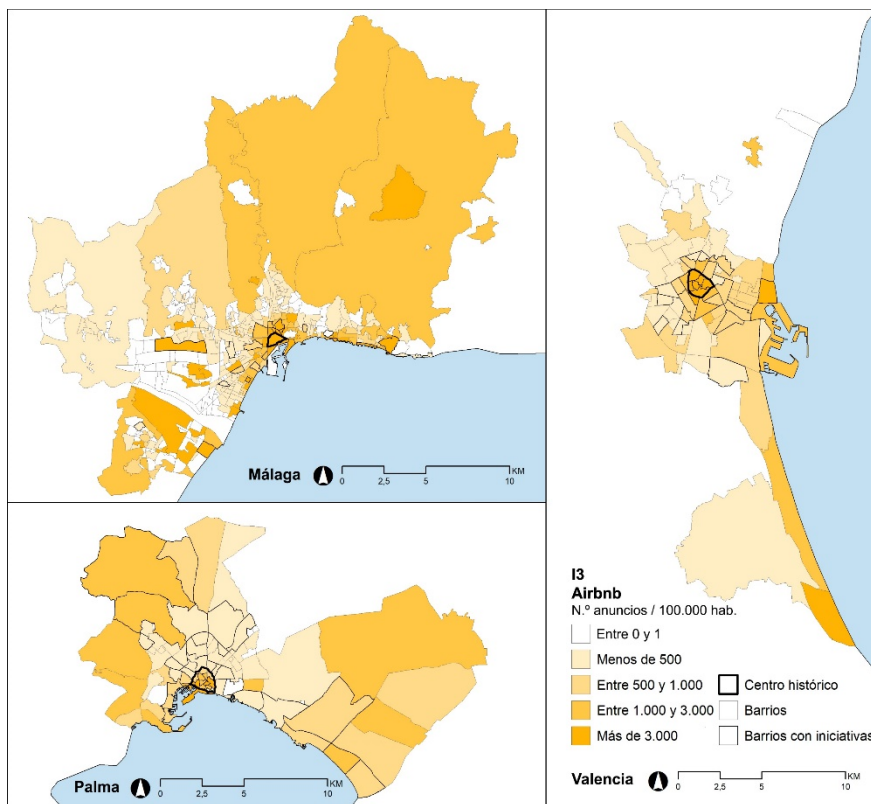 Málaga
0 2,5 5 10
KM
Palma
0 2,5 5 10
KM
I3
Airbnb
N.º anuncios / 100.000 hab.
Entre 0 y 1
Menos de 500
Entre 500 y 1.000
Entre 1.000 y 3.000
Más de 3.000
Centro histórico
Barrios
Barrios con iniciativas
Valencia
0 2,5 5 10
KM